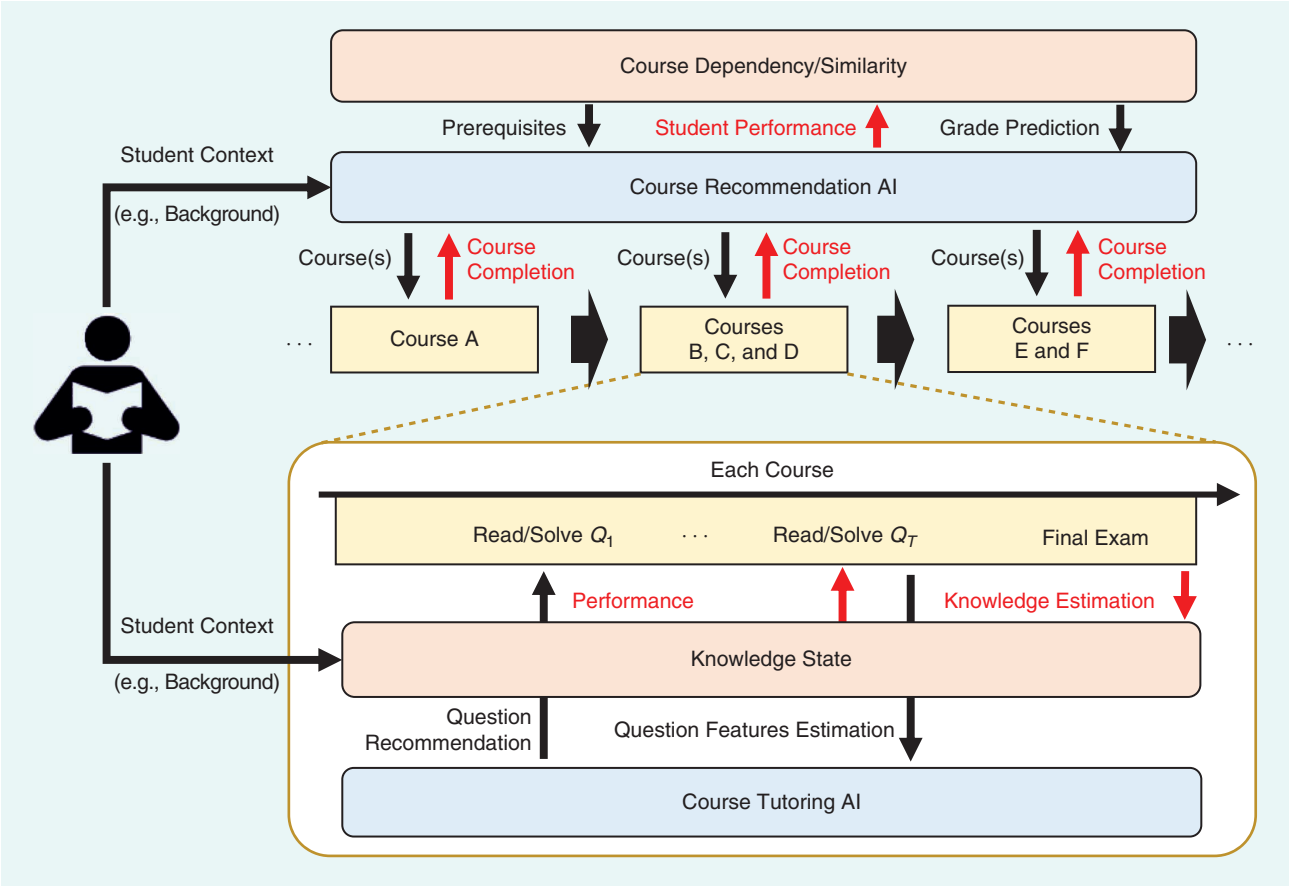 Course Dependency/Similarity
Prerequisites
Student Performance
Grade Prediction
Student Context
(e.g., Background)
Course Recommendation AI
Course(s)
Course
Completion
Course(s)
Course
Completion
Course(s)
Course
Completion
...
Course A
Courses
B, C, and D
Courses
E and F
...
Each Course
Read/Solve Q1
...
Read/Solve QT
Final Exam
Performance
Knowledge Estimation
Student Context
(e.g., Background)
Knowledge State
Question
Recommendation
Question Features Estimation
Course Tutoring AI